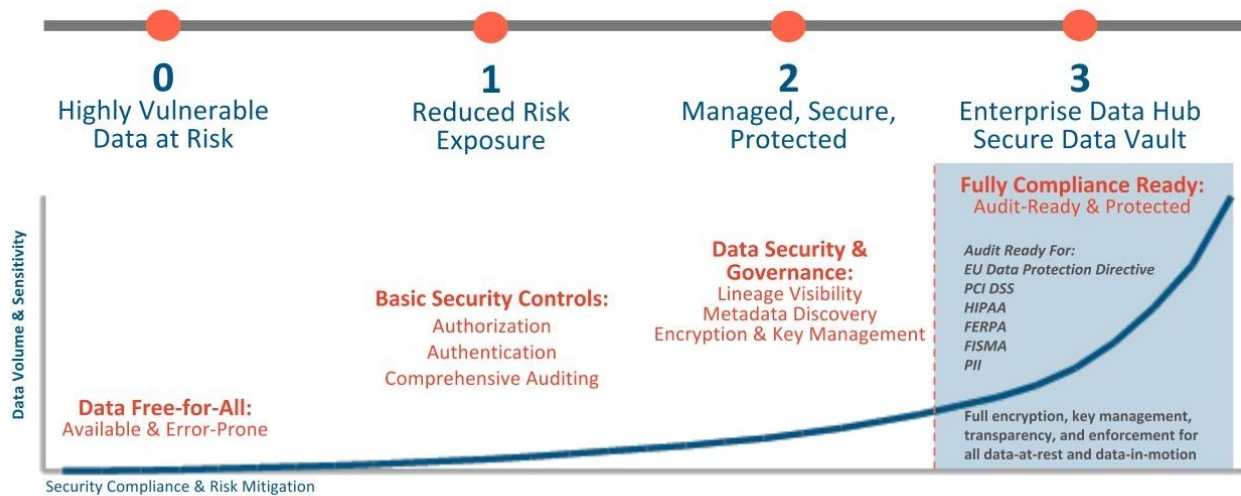 0
Highly Vulnerable
Data at Risk
1
Reduced Risk
Exposure
2
Managed, Secure,
Protected
3
Enterprise Data Hub
Secure Data Vault
Data Volume & Sensitivity
Data Free-for-All:
Available & Error-Prone
Basic Security Controls:
Authorization
Authentication
Comprehensive Auditing
Data Security &
Governance:
Lineage Visibility
Metadata Discovery
Encryption & Key Management
Fully Compliance Ready:
Audit-Ready & Protected
Audit Ready For:
EU Data Protection Directive
PCI DSS
HIPAA
FERPA
FISMA
PII
Full encryption, key management,
transparency, and enforcement for
all data-at-rest and data-in-motion
Security Compliance & Risk Mitigation